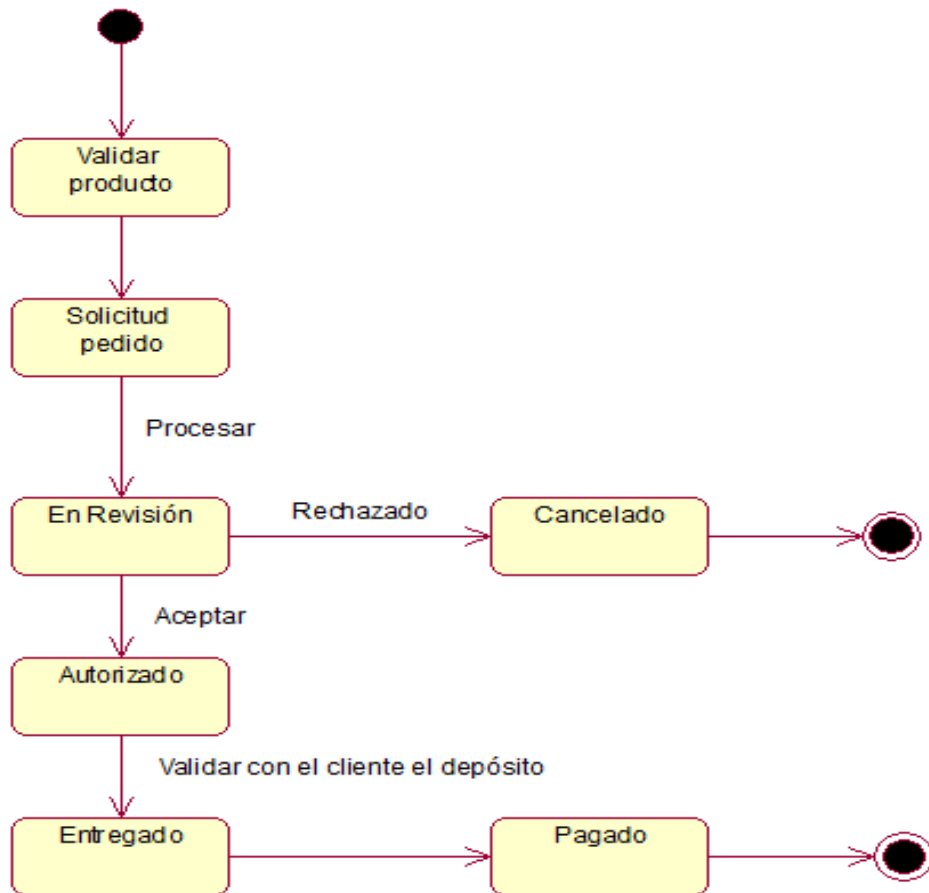 Validar
producto
Solicitud
pedido
Procesar
En Revisión
Rechazado
Cancelado
Aceptar
Autorizado
Validar con el cliente el depósito
Entregado
Pagado